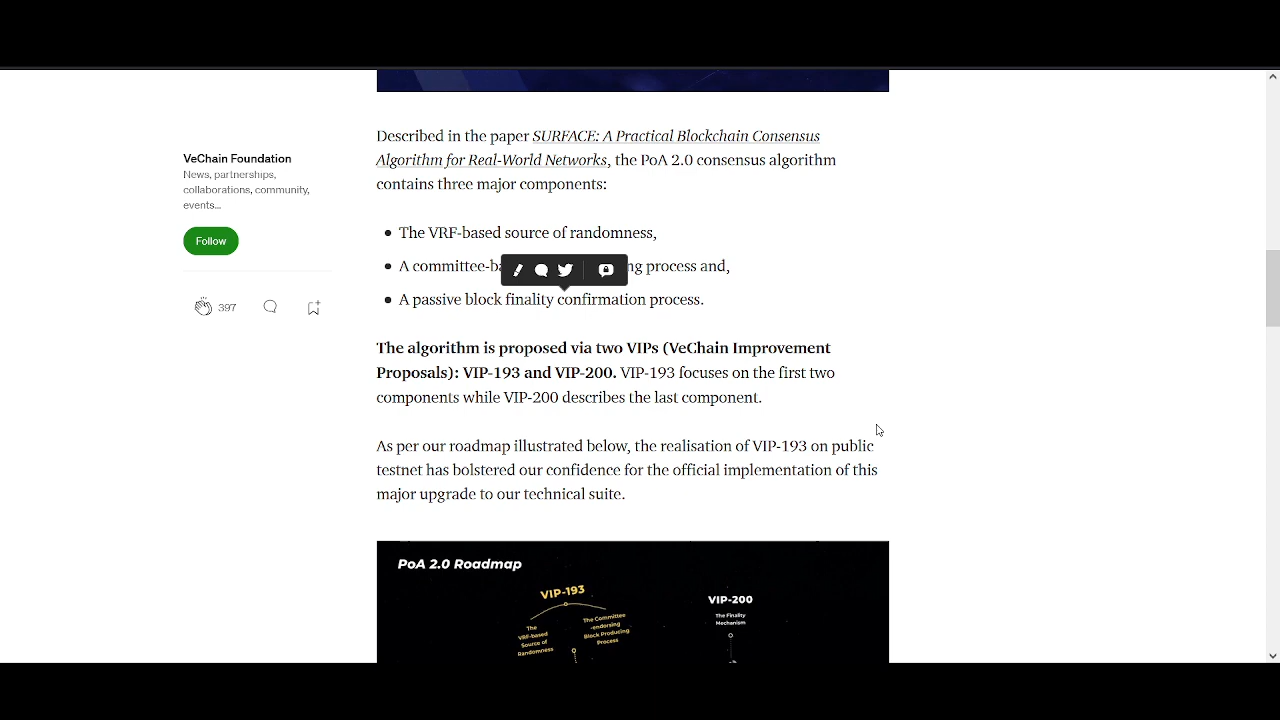 Described in the paper SURFACE: A Practical Blockchain Consensus
Algorithm for Real-World Networks, the PoA 2.0 consensus algorithm
contains three major components:
VeChain Foundation
News, partnerships,
collaborations, community,
events...
Follow
397
• The VRF-based source of randomness,
• A committee-ba ng process and,
• A passive block finality confirmation process.
The algorithm is proposed via two VIPs (VeChain Improvement
Proposals): VIP-193 and VIP-200. VIP-193 focuses on the first two
components while VIP-200 describes the last component.
As per our roadmap illustrated below, the realisation of VIP-193 on public
testnet has bolstered our confidence for the official implementation of this
major upgrade to our technical suite.
PoA 2.0 Roadmap
VIP-193
The
VRF-based
Source of
Randomness
The Committee
-endorsing
Block Producing
Process
VIP-200
The Finality
Mechanism